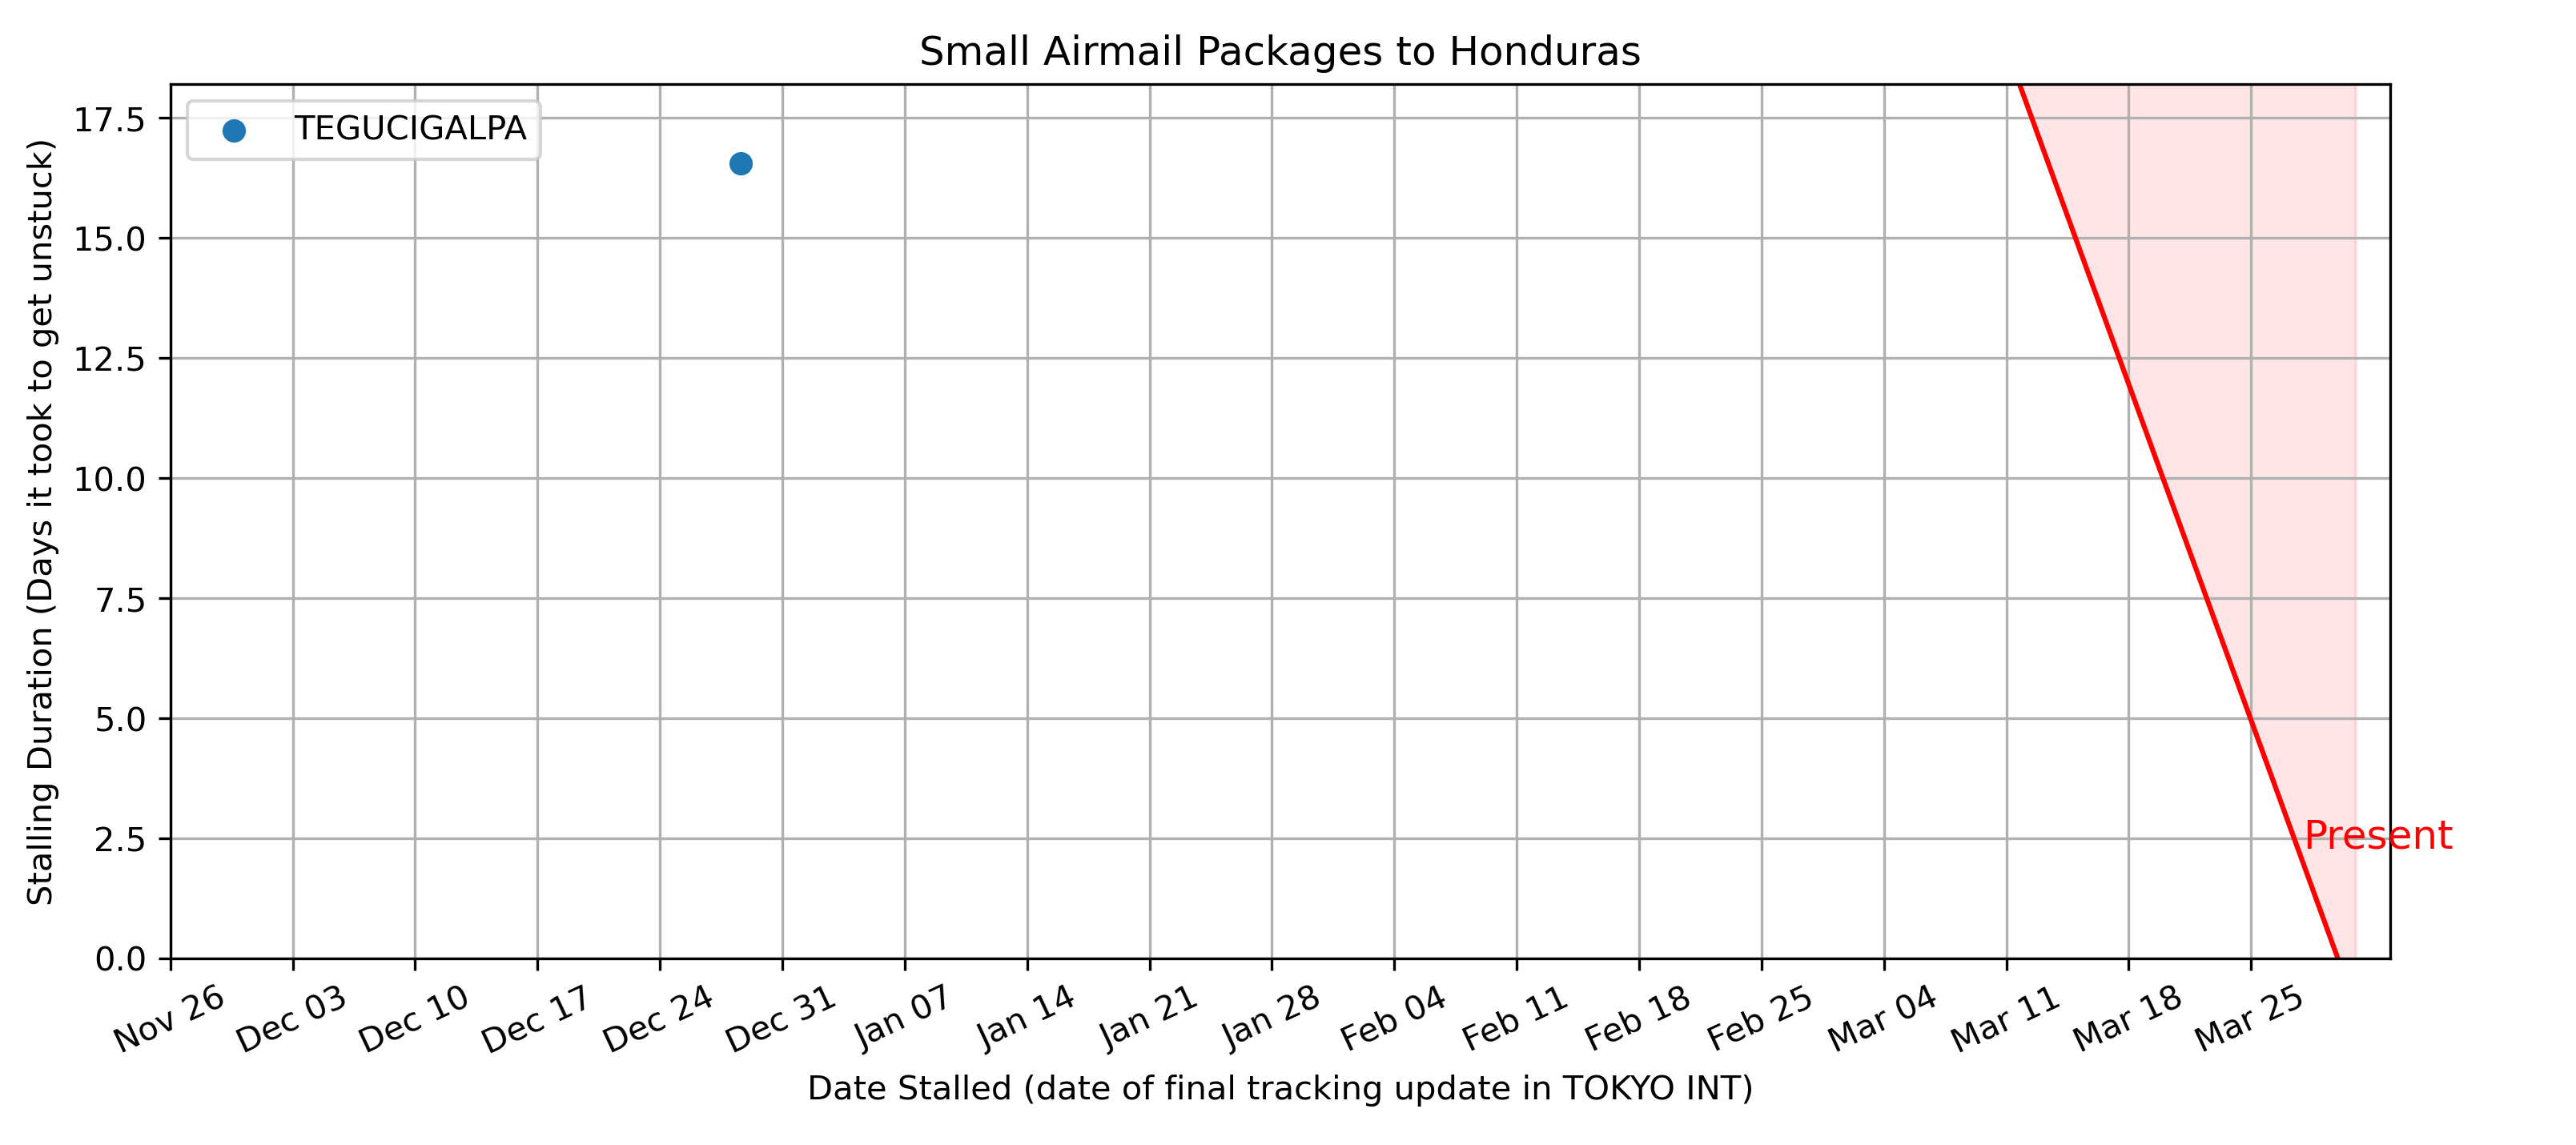 Small Airmail Packages to Honduras
TEGUCIGALPA
Stalling Duration (Days it took to get unstuck)
17.5
15.0
12.5
10.0
7.5
5.0
2.5
0.0
Present
Nov 26
Dec 03
Dec 10
Dec 17
Dec 24
Dec 31
Jan 07
Jan 14
Jan 21
Jan 28
Feb 04
Feb 11
Feb 18
Feb 25
Mar 04
Mar 11
Mar 18
Mar 25
Date Stalled (date of final tracking update in TOKYO INT)